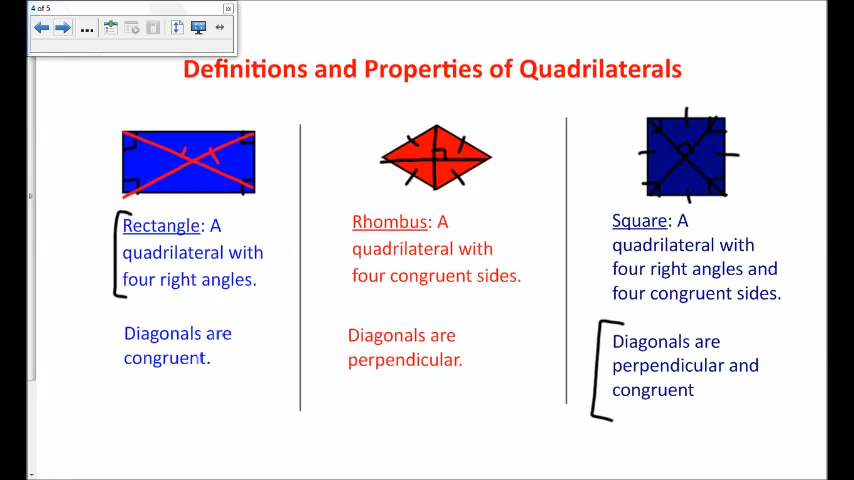 4 of 5
Definitions and Properties of Quadrilaterals
Rectangle: A
quadrilateral with
four right angles.
Diagonals are
congruent.
Rhombus: A
quadrilateral with
four congruent sides.
Diagonals are
perpendicular.
Square: A
quadrilateral with
four right angles and
four congruent sides.
Diagonals are
perpendicular and
congruent